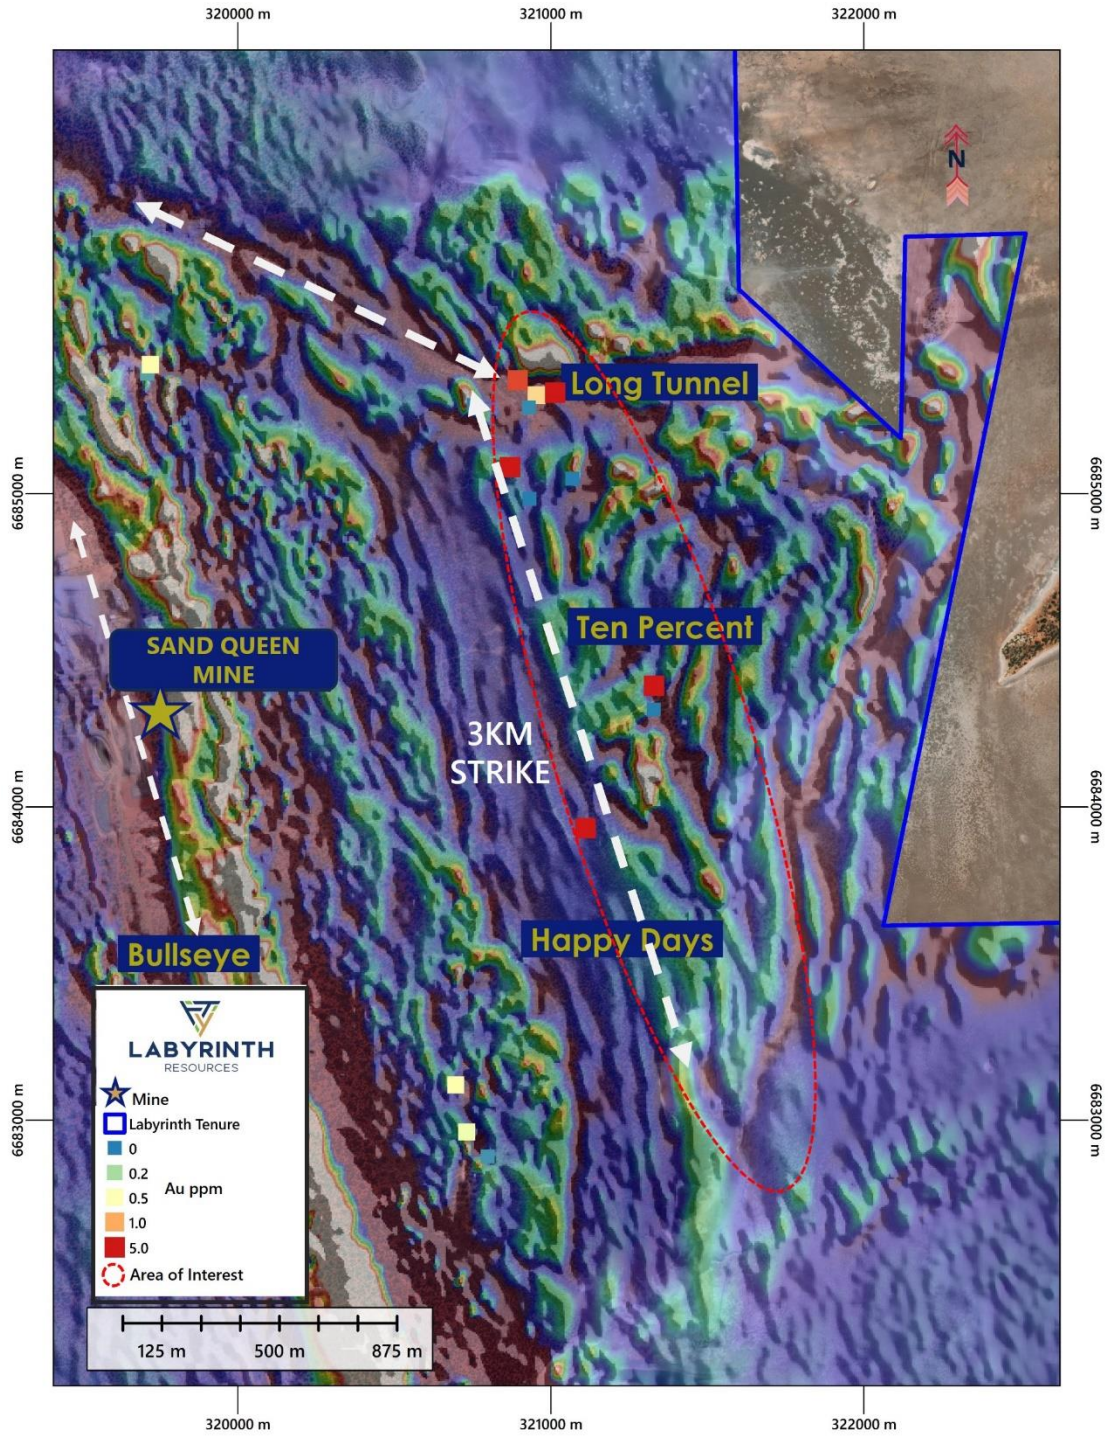 320000 m
321000 m
322000 m
N
Long Tunnel
6685000 m
6685000 m
Ten Percent
SAND QUEEN
MINE
3KM
STRIKE
6684000 m
6684000 m
Happy Days
Bullseye
LABYRINTH
RESOURCES
Mine
Labyrinth Tenure
0
0.2
Au ppm
0.5
1.0
5.0
Area of Interest
6683000 m
6683000 m
125 m
500 m
875 m
320000 m
321000 m
322000 m